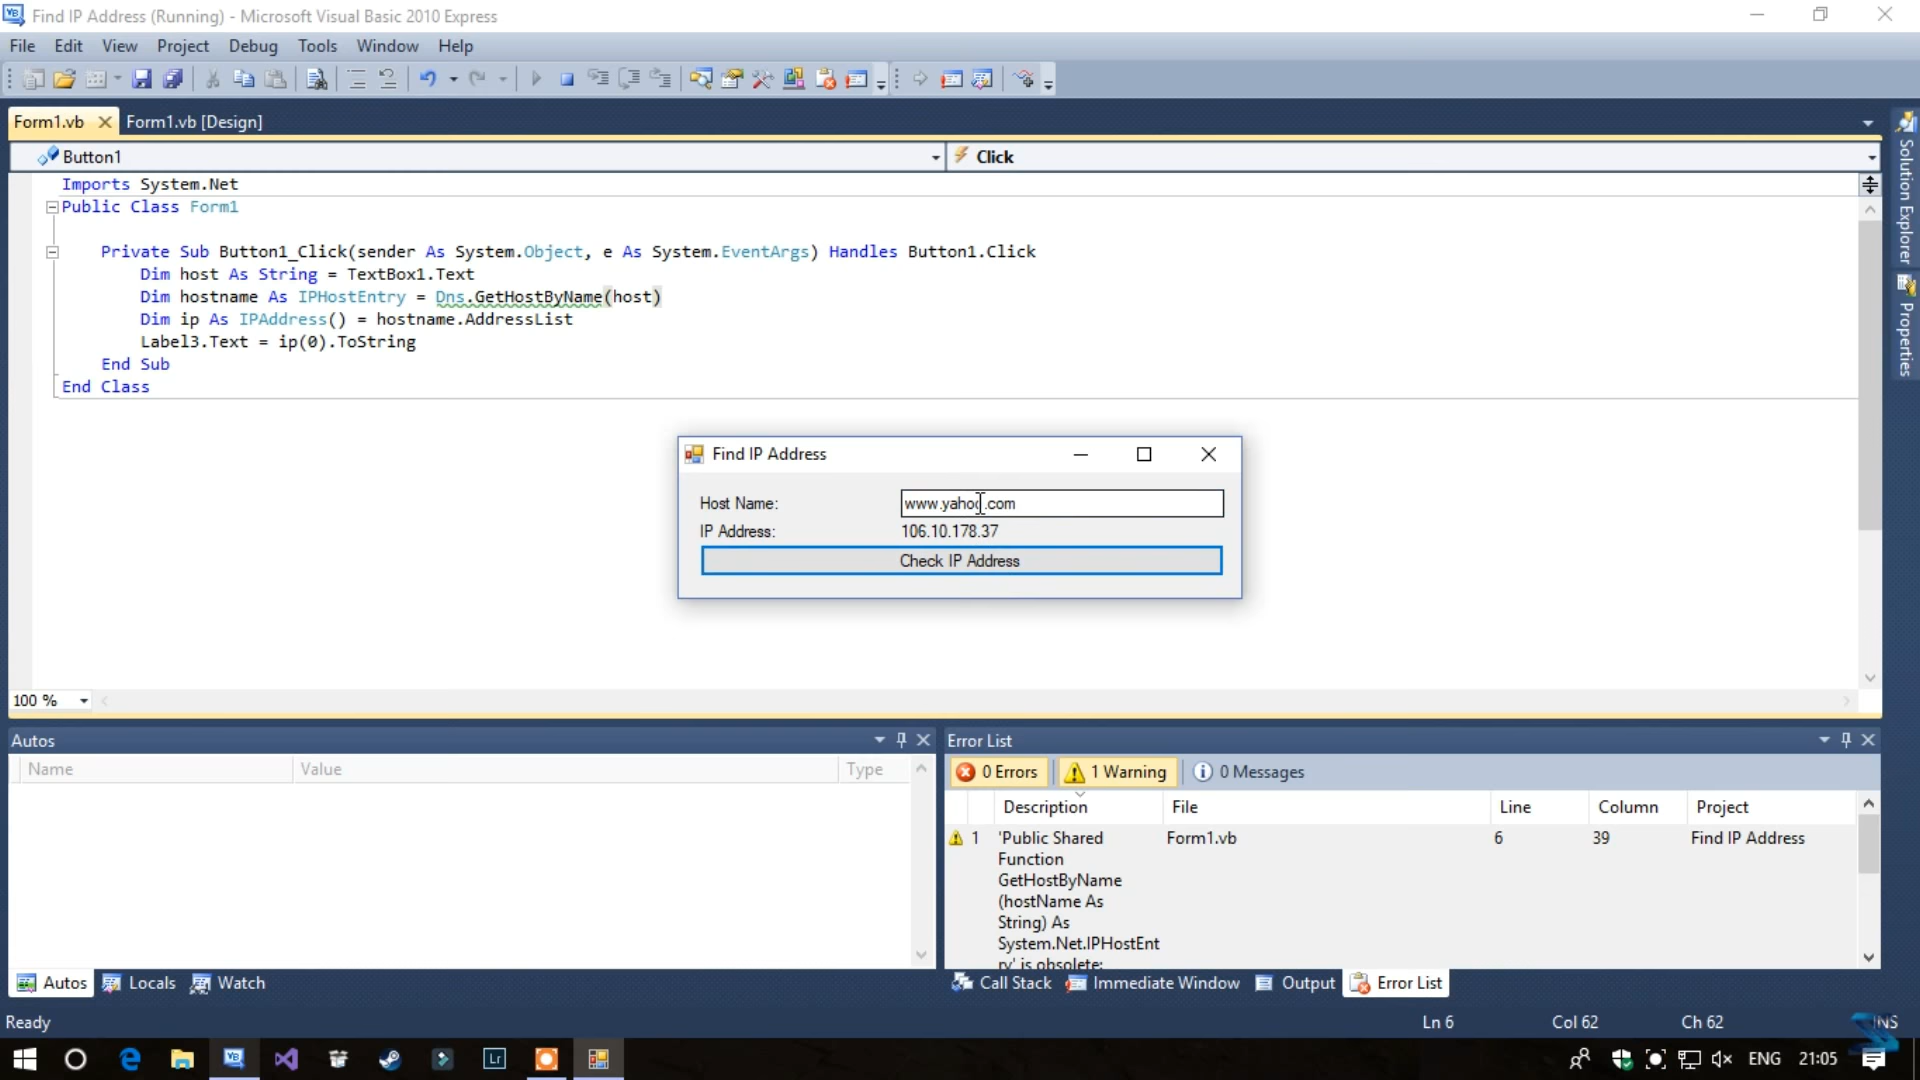 Find IP Address (Running) - Microsoft Visual Basic 2010 Express
File Edit View Project Debug Tools Window Help
Form1.vb Form1.vb [Design]
Button1 Click
Imports System.Net
Public Class Form1
Private Sub Button1_Click(sender As System.Object, e As System.EventArgs) Handles Button1.Click
Dim host As String = TextBox1.Text
Dim hostname As IPHostEntry = Dns.GetHostByName(host)
Dim ip As IPAddress() = hostname.AddressList
Label3.Text = ip(0).ToString
End Sub
End Class
Find IP Address
Host Name: www.yahoo.com
IP Address: 106.10.178.37
Check IP Address
Solution Explorer
Properties
100 %
Autos
Name Value Type
Autos Locals Watch
Error List
0 Errors 1 Warning 0 Messages
Description File Line Column Project
1 'Public Shared Form1.vb 6 39 Find IP Address
Function
GetHostByName
(hostName As
String) As
System.Net.IPHostEnt
ry' is obsolete:
Call Stack Immediate Window Output Error List
Ready Ln 6 Col 62 Ch 62 INS
Lr ENG 21:05